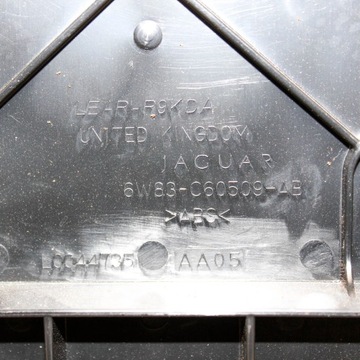 UNITED KINGDOM
JAGUAR
6W83-C60509-AB
>ABS<
AA05